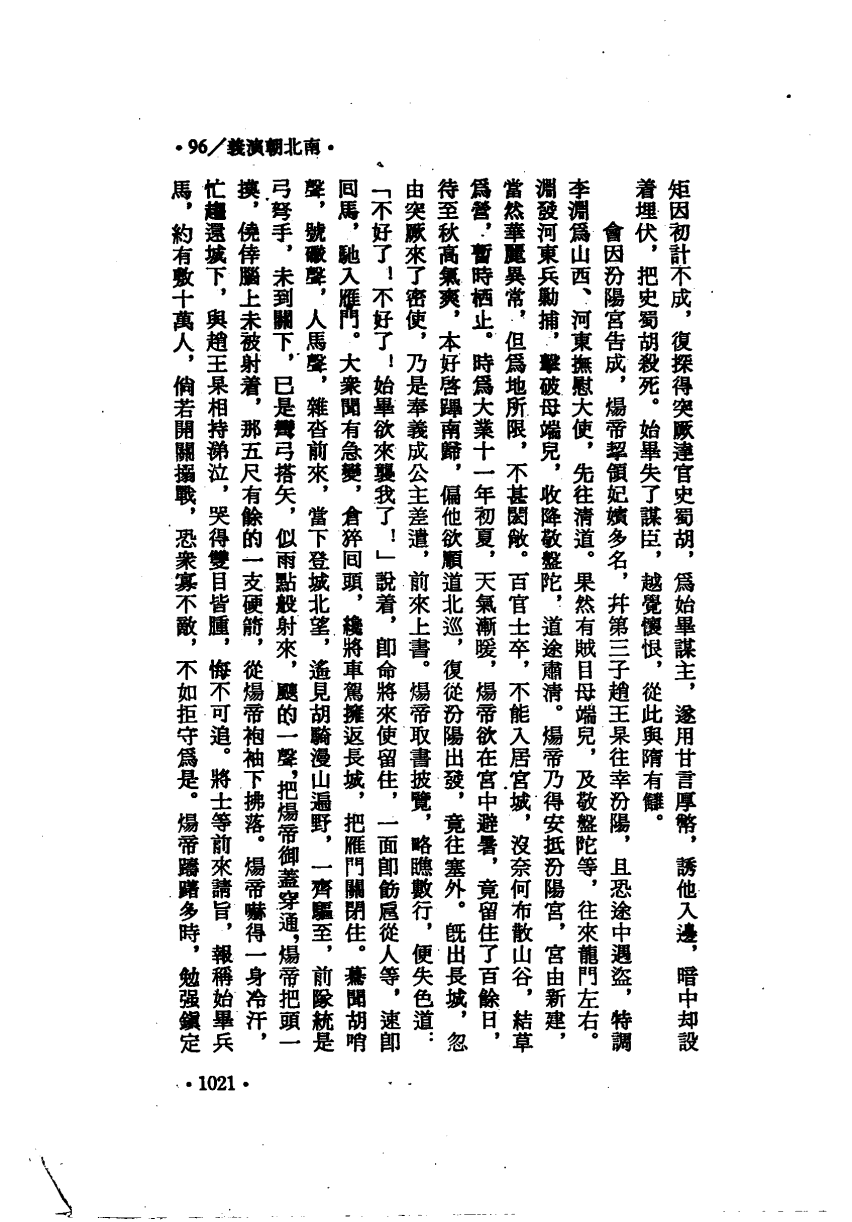 •96／義演朝北南•
矩因初計不成，復探得突厥達官史蜀胡，爲始畢謀主，遂用甘言厚幣，誘他入邊，暗中却設
着埋伏，把史蜀胡殺死。始畢失了謀臣，越覺懷恨，從此與隋有讎。
會因汾陽宮告成，煬帝挈領妃嬪多名，幷第三子趙王杲往幸汾陽，且恐途中遇盜，特調
李淵爲山西、河東撫慰大使，先往清道。果然有賊目母端兒，及敬盤陀等，往來龍門左右。
淵發河東兵勦捕，擊破母端兒，收降敬盤陀，道途肅清。煬帝乃得安抵汾陽宮，宮由新建，
當然華麗異常，但爲地所限，不甚閎敞。百官士卒，不能入居宮城，沒奈何布散山谷，結草
爲營，暫時栖止。時爲大業十一年初夏，天氣漸暖，煬帝欲在宮中避暑，竟留住了百餘日，
待至秋高氣爽，本好啓蹕南歸，偏他欲順道北巡，復從汾陽出發，竟往塞外。旣出長城，忽
由突厥來了密使，乃是奉義成公主差遣，前來上書。煬帝取書披覽，略瞧數行，便失色道：
「不好了！不好了！始畢欲來襲我了！」說着，卽命將來使留住，一面卽飭扈從人等，速卽
囘馬，馳入雁門。大衆聞有急變，倉猝囘頭，纔將車駕擁返長城，把雁門關閉住。驀聞胡哨
聲，號礮聲，人馬聲，雜沓前來，當下登城北望，遙見胡騎漫山遍野，一齊驅至，前隊統是
弓弩手，未到關下，已是彎弓搭矢，似雨點般射來，颼的一聲，把煬帝御蓋穿通，煬帝把頭一
摸，僥倖腦上未被射着，那五尺有餘的一支硬箭，從煬帝袍袖下拂落。煬帝嚇得一身冷汗，
忙趨還城下，與趙王杲相持涕泣，哭得雙目皆腫，悔不可追。將士等前來請旨，報稱始畢兵
馬，約有數十萬人，倘若開關搦戰，恐衆寡不敵，不如拒守爲是。煬帝躊躇多時，勉强鎭定
•1021•